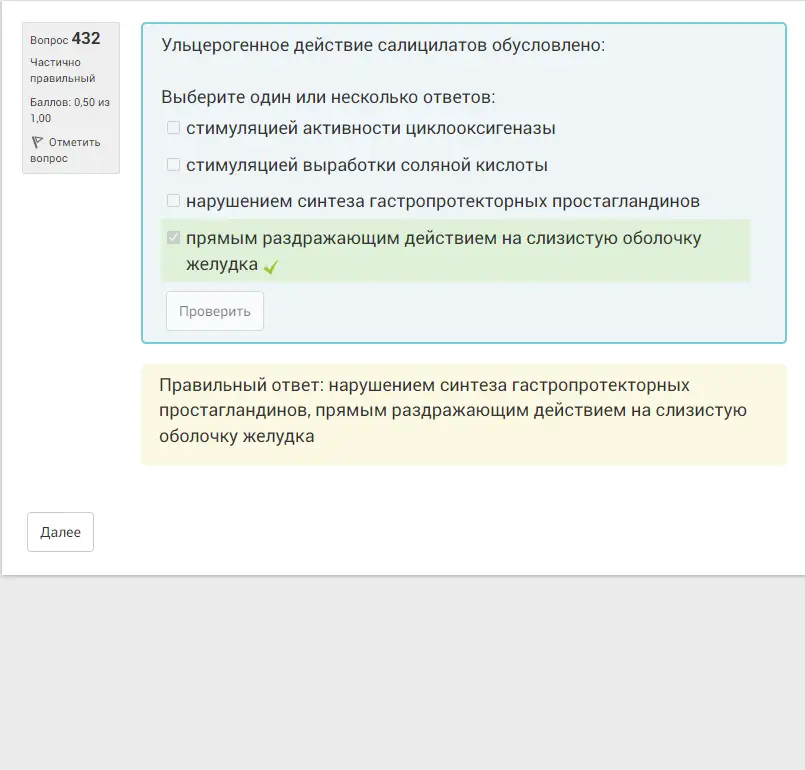 Вопрос 432
Частично
правильный
Баллов: 0,50 из
1,00
Отметить
вопрос
Ульцерогенное действие салицилатов обусловлено:
Выберите один или несколько ответов:
стимуляцией активности циклооксигеназы
стимуляцией выработки соляной кислоты
нарушением синтеза гастропротекторных простагландинов
прямым раздражающим действием на слизистую оболочку
желудка
Проверить
Правильный ответ: нарушением синтеза гастропротекторных
простагландинов, прямым раздражающим действием на слизистую
оболочку желудка
Далее